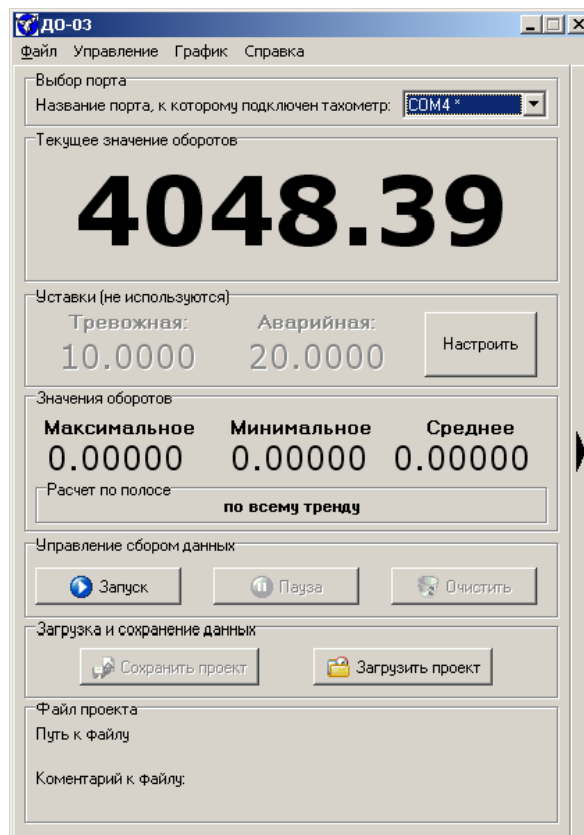 ДО-03
Файл Управление График Справка
Выбор порта
Название порта, к которому подключен тахометр: COM4 *
Текущее значение оборотов
4048.39
Уставки (не используются)
Тревожная: Аварийная:
10.0000 20.0000 Настроить
Значения оборотов
Максимальное Минимальное Среднее
0.00000 0.00000 0.00000
Расчет по полосе
по всему тренду
Управление сбором данных
Запуск Пауза Очистить
Загрузка и сохранение данных
Сохранить проект Загрузить проект
Файл проекта
Путь к файлу
Коментарий к файлу: